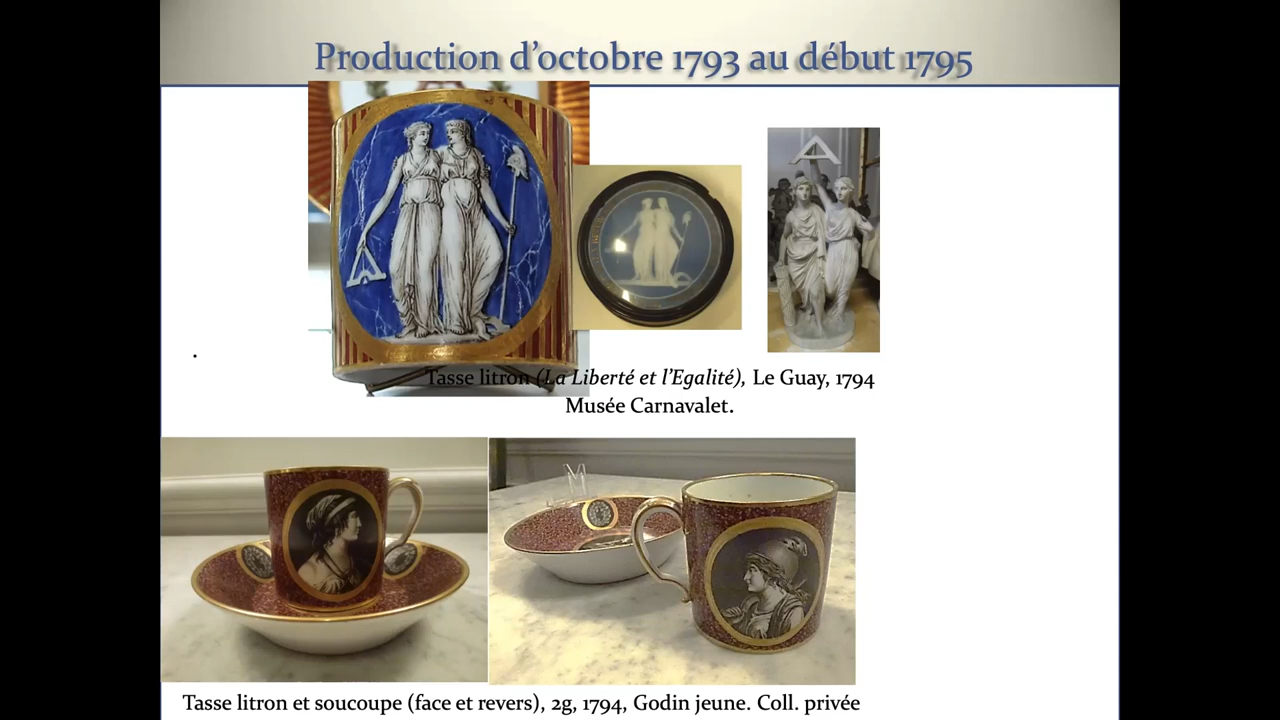 Production d’octobre 1793 au début 1795
.
Tasse litron (La Liberté et l’Egalité), Le Guay, 1794
Musée Carnavalet.
Tasse litron et soucoupe (face et revers), 2g, 1794, Godin jeune. Coll. privée